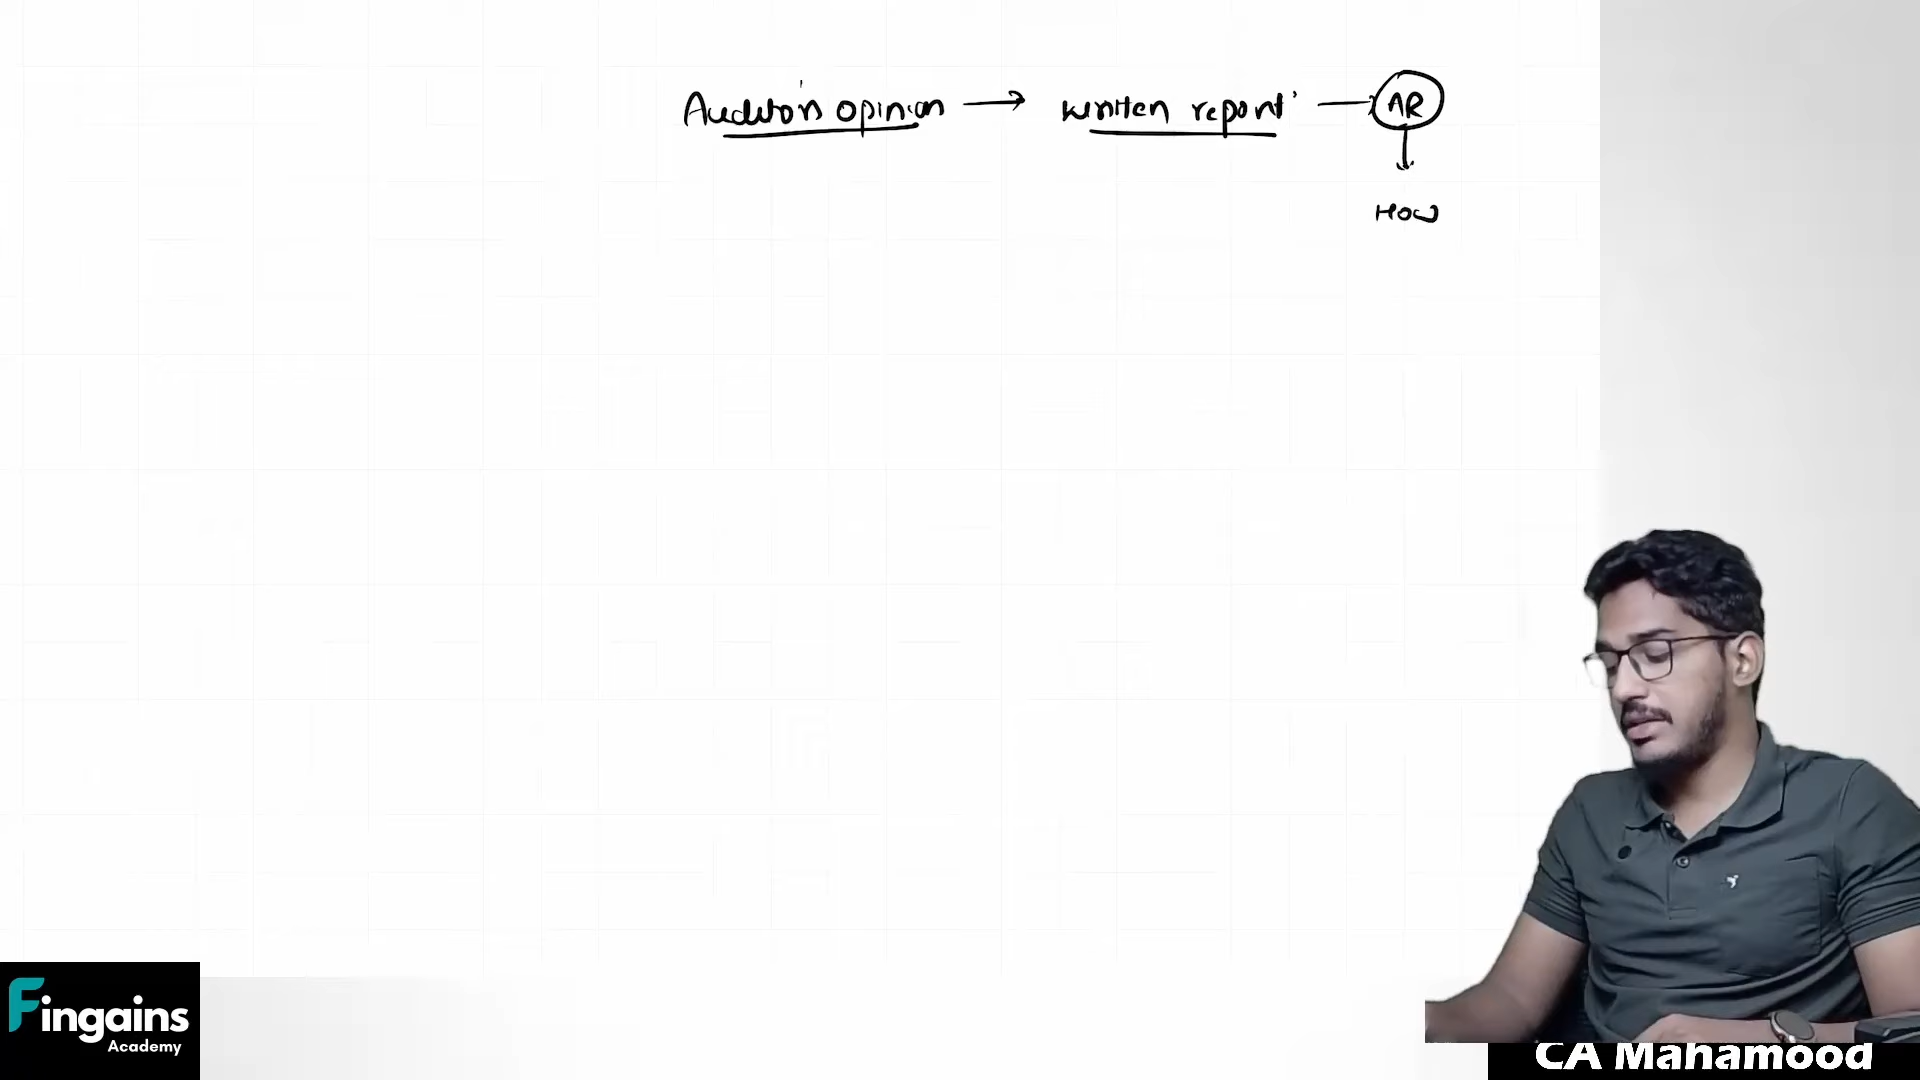 Auditor's opinion → written report → AR
↓
How
Fingains
Academy
CA Mahamood